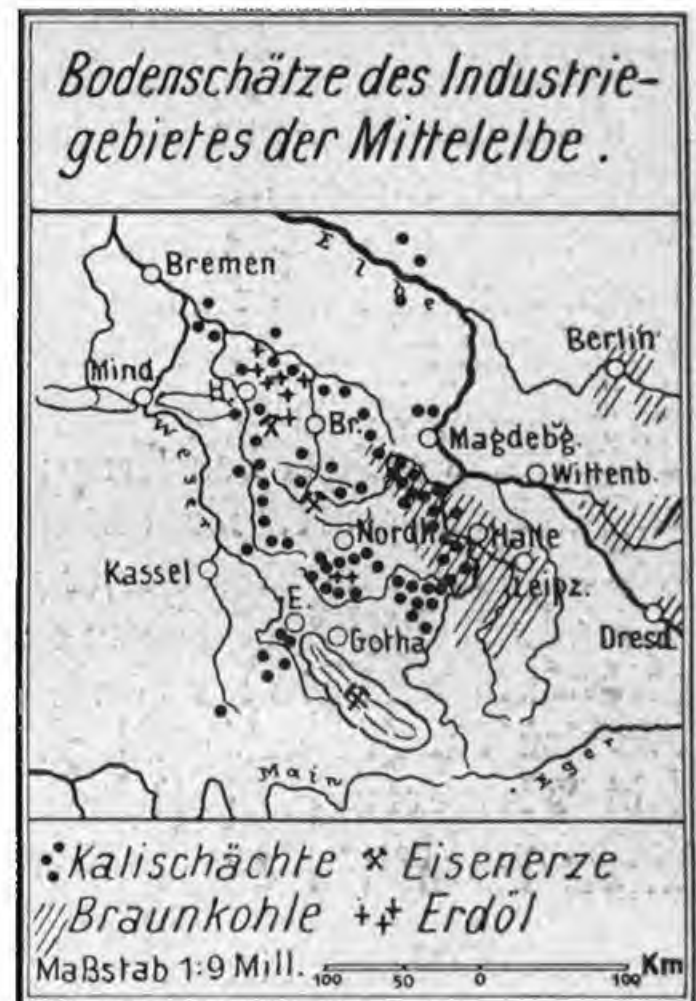 Bodenschätze des Industrie-
gebietes der Mittelelbe.
Elbe
Bremen
Berlin
Mind.
H.
Br.
Magdebg.
Weser
Wittenb.
Nordh.
Halle
Kassel
Leipz.
E.
Gotha
Dresd.
Main
Eger
Kalischächte Eisenerze
Braunkohle Erdöl
Maßstab 1:9 Mill. Km
100 50 0 100